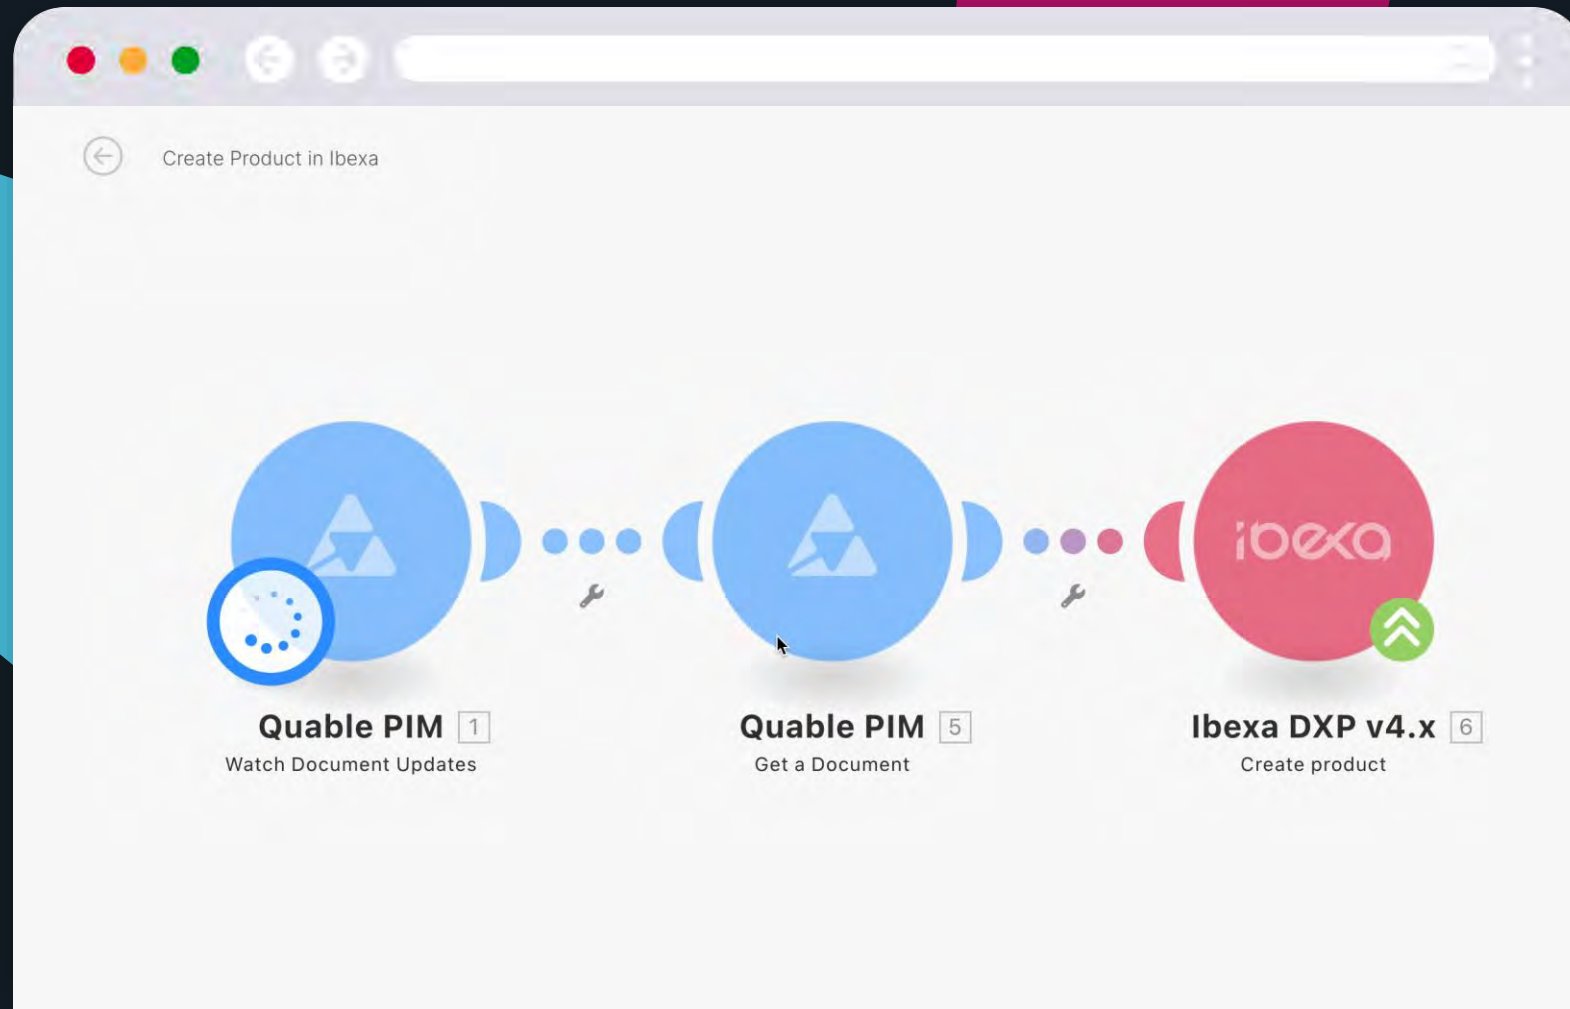 Create Product in Ibexa
ibexa
Quable PIM 1
Watch Document Updates
Quable PIM 5
Get a Document
Ibexa DXP v4.x 6
Create product